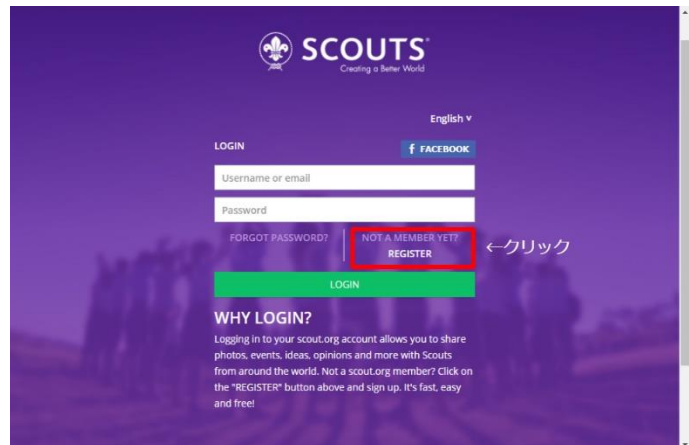 SCOUTS®
Creating a Better World
English ˅
LOGIN
f FACEBOOK
Username or email
Password
FORGOT PASSWORD?
NOT A MEMBER YET?
REGISTER
←クリック
LOGIN
WHY LOGIN?
Logging in to your scout.org account allows you to share
photos, events, ideas, opinions and more with Scouts
from around the world. Not a scout.org member? Click on
the "REGISTER" button above and sign up. It's fast, easy
and free!